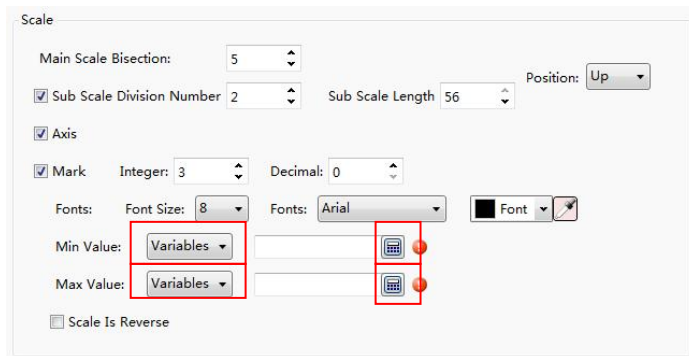 Scale
Main Scale Bisection: 5
Position: Up
Sub Scale Division Number 2 Sub Scale Length 56
Axis
Mark Integer: 3 Decimal: 0
Fonts: Font Size: 8 Fonts: Arial Font
Min Value: Variables
Max Value: Variables
Scale Is Reverse